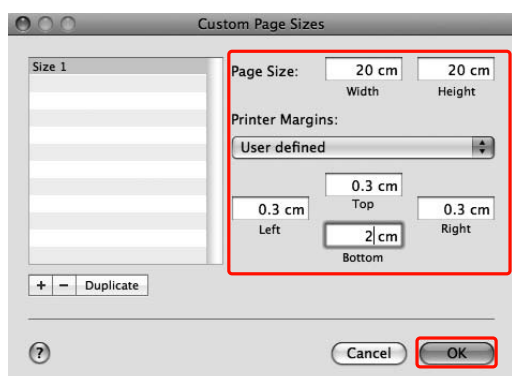 Custom Page Sizes
Size 1
Page Size: 20 cm 20 cm
Width Height
Printer Margins:
User defined
0.3 cm
Top
0.3 cm 0.3 cm
Left Right
2 cm
Bottom
+ − Duplicate
? Cancel OK